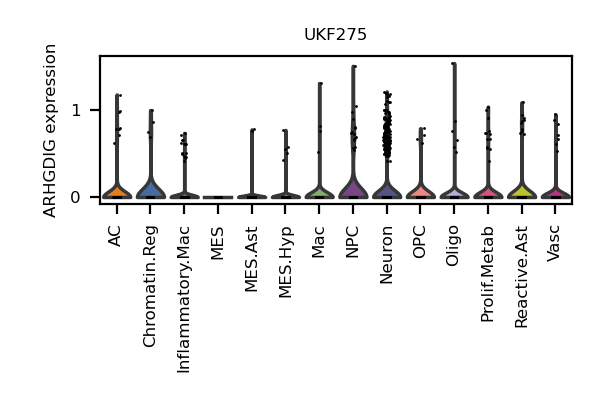 UKF275
ARHGDIG expression
1
0
AC
Chromatin.Reg
Inflammatory.Mac
MES
MES.Ast
MES.Hyp
Mac
NPC
Neuron
OPC
Oligo
Prolif.Metab
Reactive.Ast
Vasc